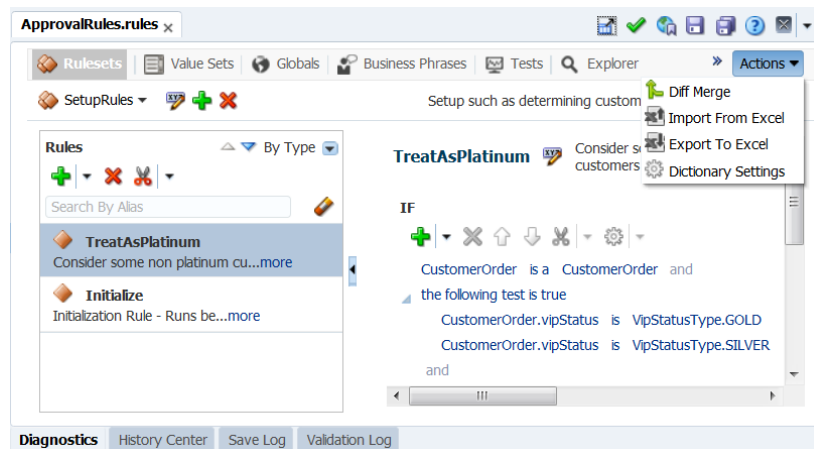 ApprovalRules.rules x
Rulesets Value Sets Globals Business Phrases Tests Explorer » Actions
SetupRules Setup such as determining custom
Diff Merge
Import From Excel
Export To Excel
Dictionary Settings
Rules By Type
Search By Alias
TreatAsPlatinum
Consider some non platinum cu...more
Initialize
Initialization Rule - Runs be...more
TreatAsPlatinum Consider
customers
IF
CustomerOrder is a CustomerOrder and
the following test is true
CustomerOrder.vipStatus is VipStatusType.GOLD
CustomerOrder.vipStatus is VipStatusType.SILVER
and
Diagnostics History Center Save Log Validation Log